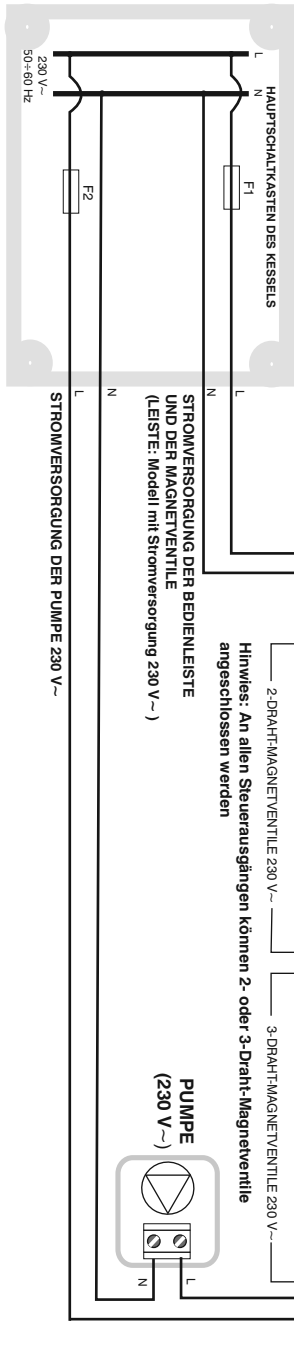 HAUPTSCHALTKASTEN DES KESSELS
L
N
230 V~
50÷60 Hz
F1
F2
L
N
N
L
STROMVERSORGUNG DER BEDIENLEISTE
UND DER MAGNETVENTILE
(LEISTE: Modell mit Stromversorgung 230 V~ )
STROMVERSORGUNG DER PUMPE 230 V~
2-DRAHT-MAGNETVENTILE 230 V~
3-DRAHT-MAGNETVENTILE 230 V~
Hinwies: An allen Steuerausgängen können 2- oder 3-Draht-Magnetventile
angeschlossen werden
PUMPE
(230 V~)
L
N